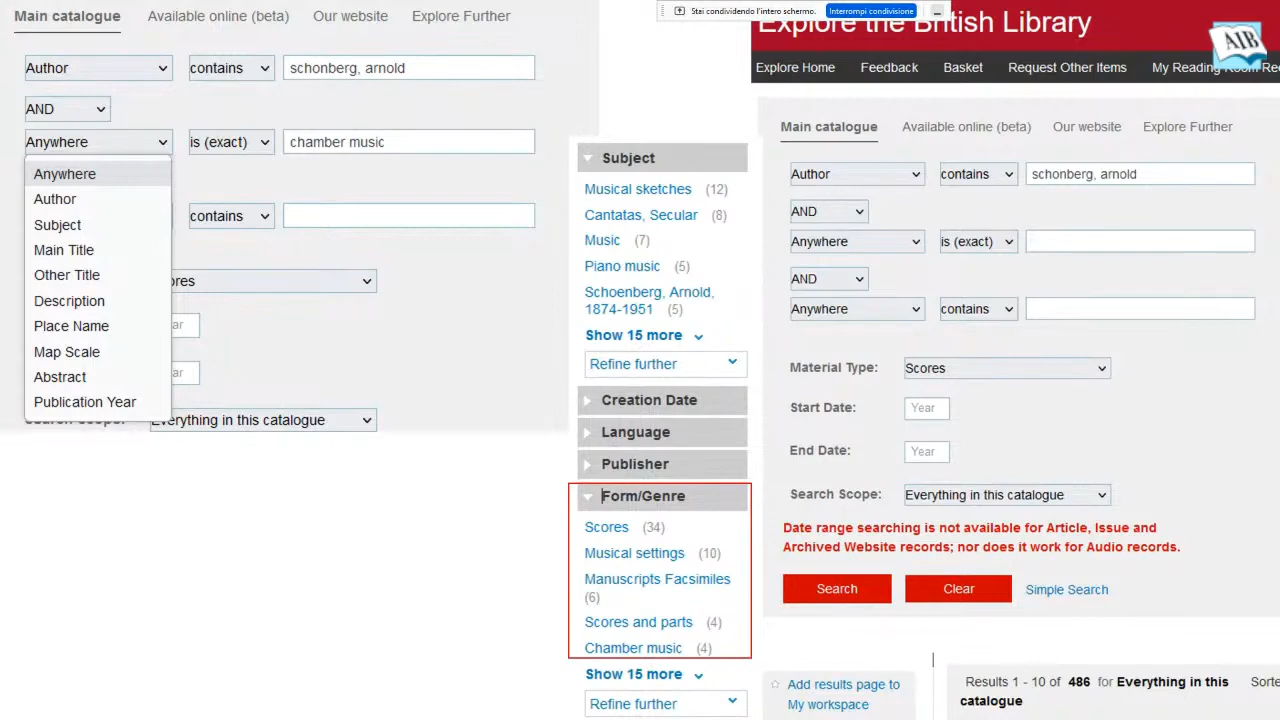 Stai condividendo l'intero schermo. Interrompi condivisione
Main catalogue Available online (beta) Our website Explore Further
Author contains schonberg, arnold
AND
Anywhere is (exact) chamber music
Anywhere
Author
Subject
Main Title
Other Title
Description
Place Name
Map Scale
Abstract
Publication Year
contains
Everything in this catalogue
Subject
Musical sketches (12)
Cantatas, Secular (8)
Music (7)
Piano music (5)
Schoenberg, Arnold,
1874-1951 (5)
Show 15 more
Refine further
Creation Date
Language
Publisher
Form/Genre
Scores (34)
Musical settings (10)
Manuscripts Facsimiles
(6)
Scores and parts (4)
Chamber music (4)
Show 15 more
Refine further
Explore the British Library
AIB
Explore Home Feedback Basket Request Other Items My Reading Room Re
Main catalogue Available online (beta) Our website Explore Further
Author contains schonberg, arnold
AND
Anywhere is (exact)
AND
Anywhere contains
Material Type: Scores
Start Date: Year
End Date: Year
Search Scope: Everything in this catalogue
Date range searching is not available for Article, Issue and
Archived Website records; nor does it work for Audio records.
Search Clear Simple Search
Add results page to
My workspace
Results 1 - 10 of 486 for Everything in this
catalogue
Sorte